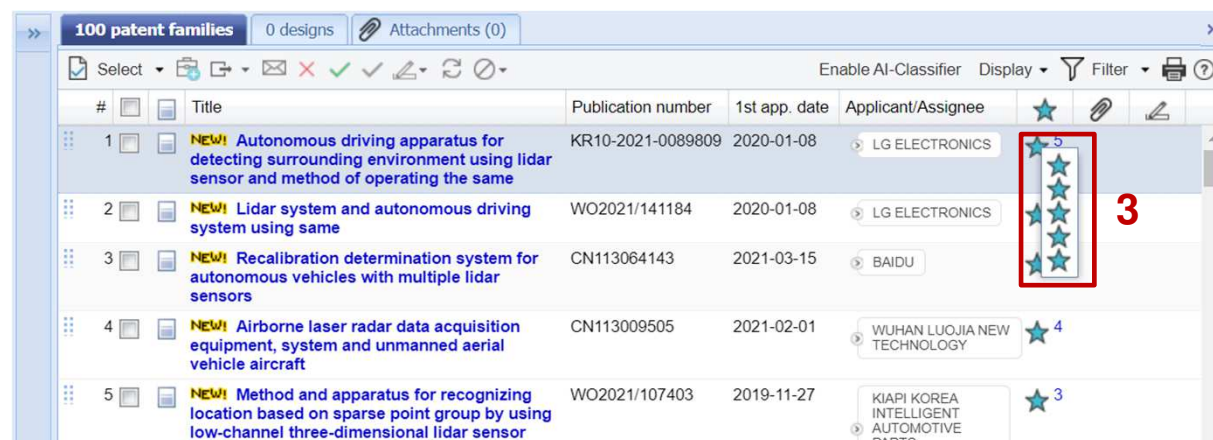 100 patent families 0 designs Attachments (0)
Select Enable AI-Classifier Display Filter
# Title Publication number 1st app. date Applicant/Assignee
1 NEW! Autonomous driving apparatus for KR10-2021-0089809 2020-01-08 LG ELECTRONICS 5
detecting surrounding environment using lidar
sensor and method of operating the same
2 NEW! Lidar system and autonomous driving WO2021/141184 2020-01-08 LG ELECTRONICS 3
system using same
3 NEW! Recalibration determination system for CN113064143 2021-03-15 BAIDU
autonomous vehicles with multiple lidar
sensors
4 NEW! Airborne laser radar data acquisition CN113009505 2021-02-01 WUHAN LUOJIA NEW 4
equipment, system and unmanned aerial TECHNOLOGY
vehicle aircraft
5 NEW! Method and apparatus for recognizing WO2021/107403 2019-11-27 KIAPI KOREA 3
location based on sparse point group by using INTELLIGENT
low-channel three-dimensional lidar sensor AUTOMOTIVE